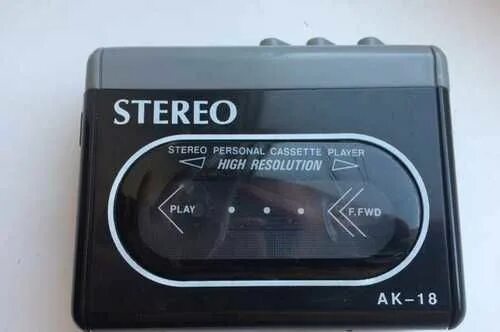 STEREO
STEREO PERSONAL CASSETTE PLAYER
HIGH RESOLUTION
PLAY
F.FWD
AK-18